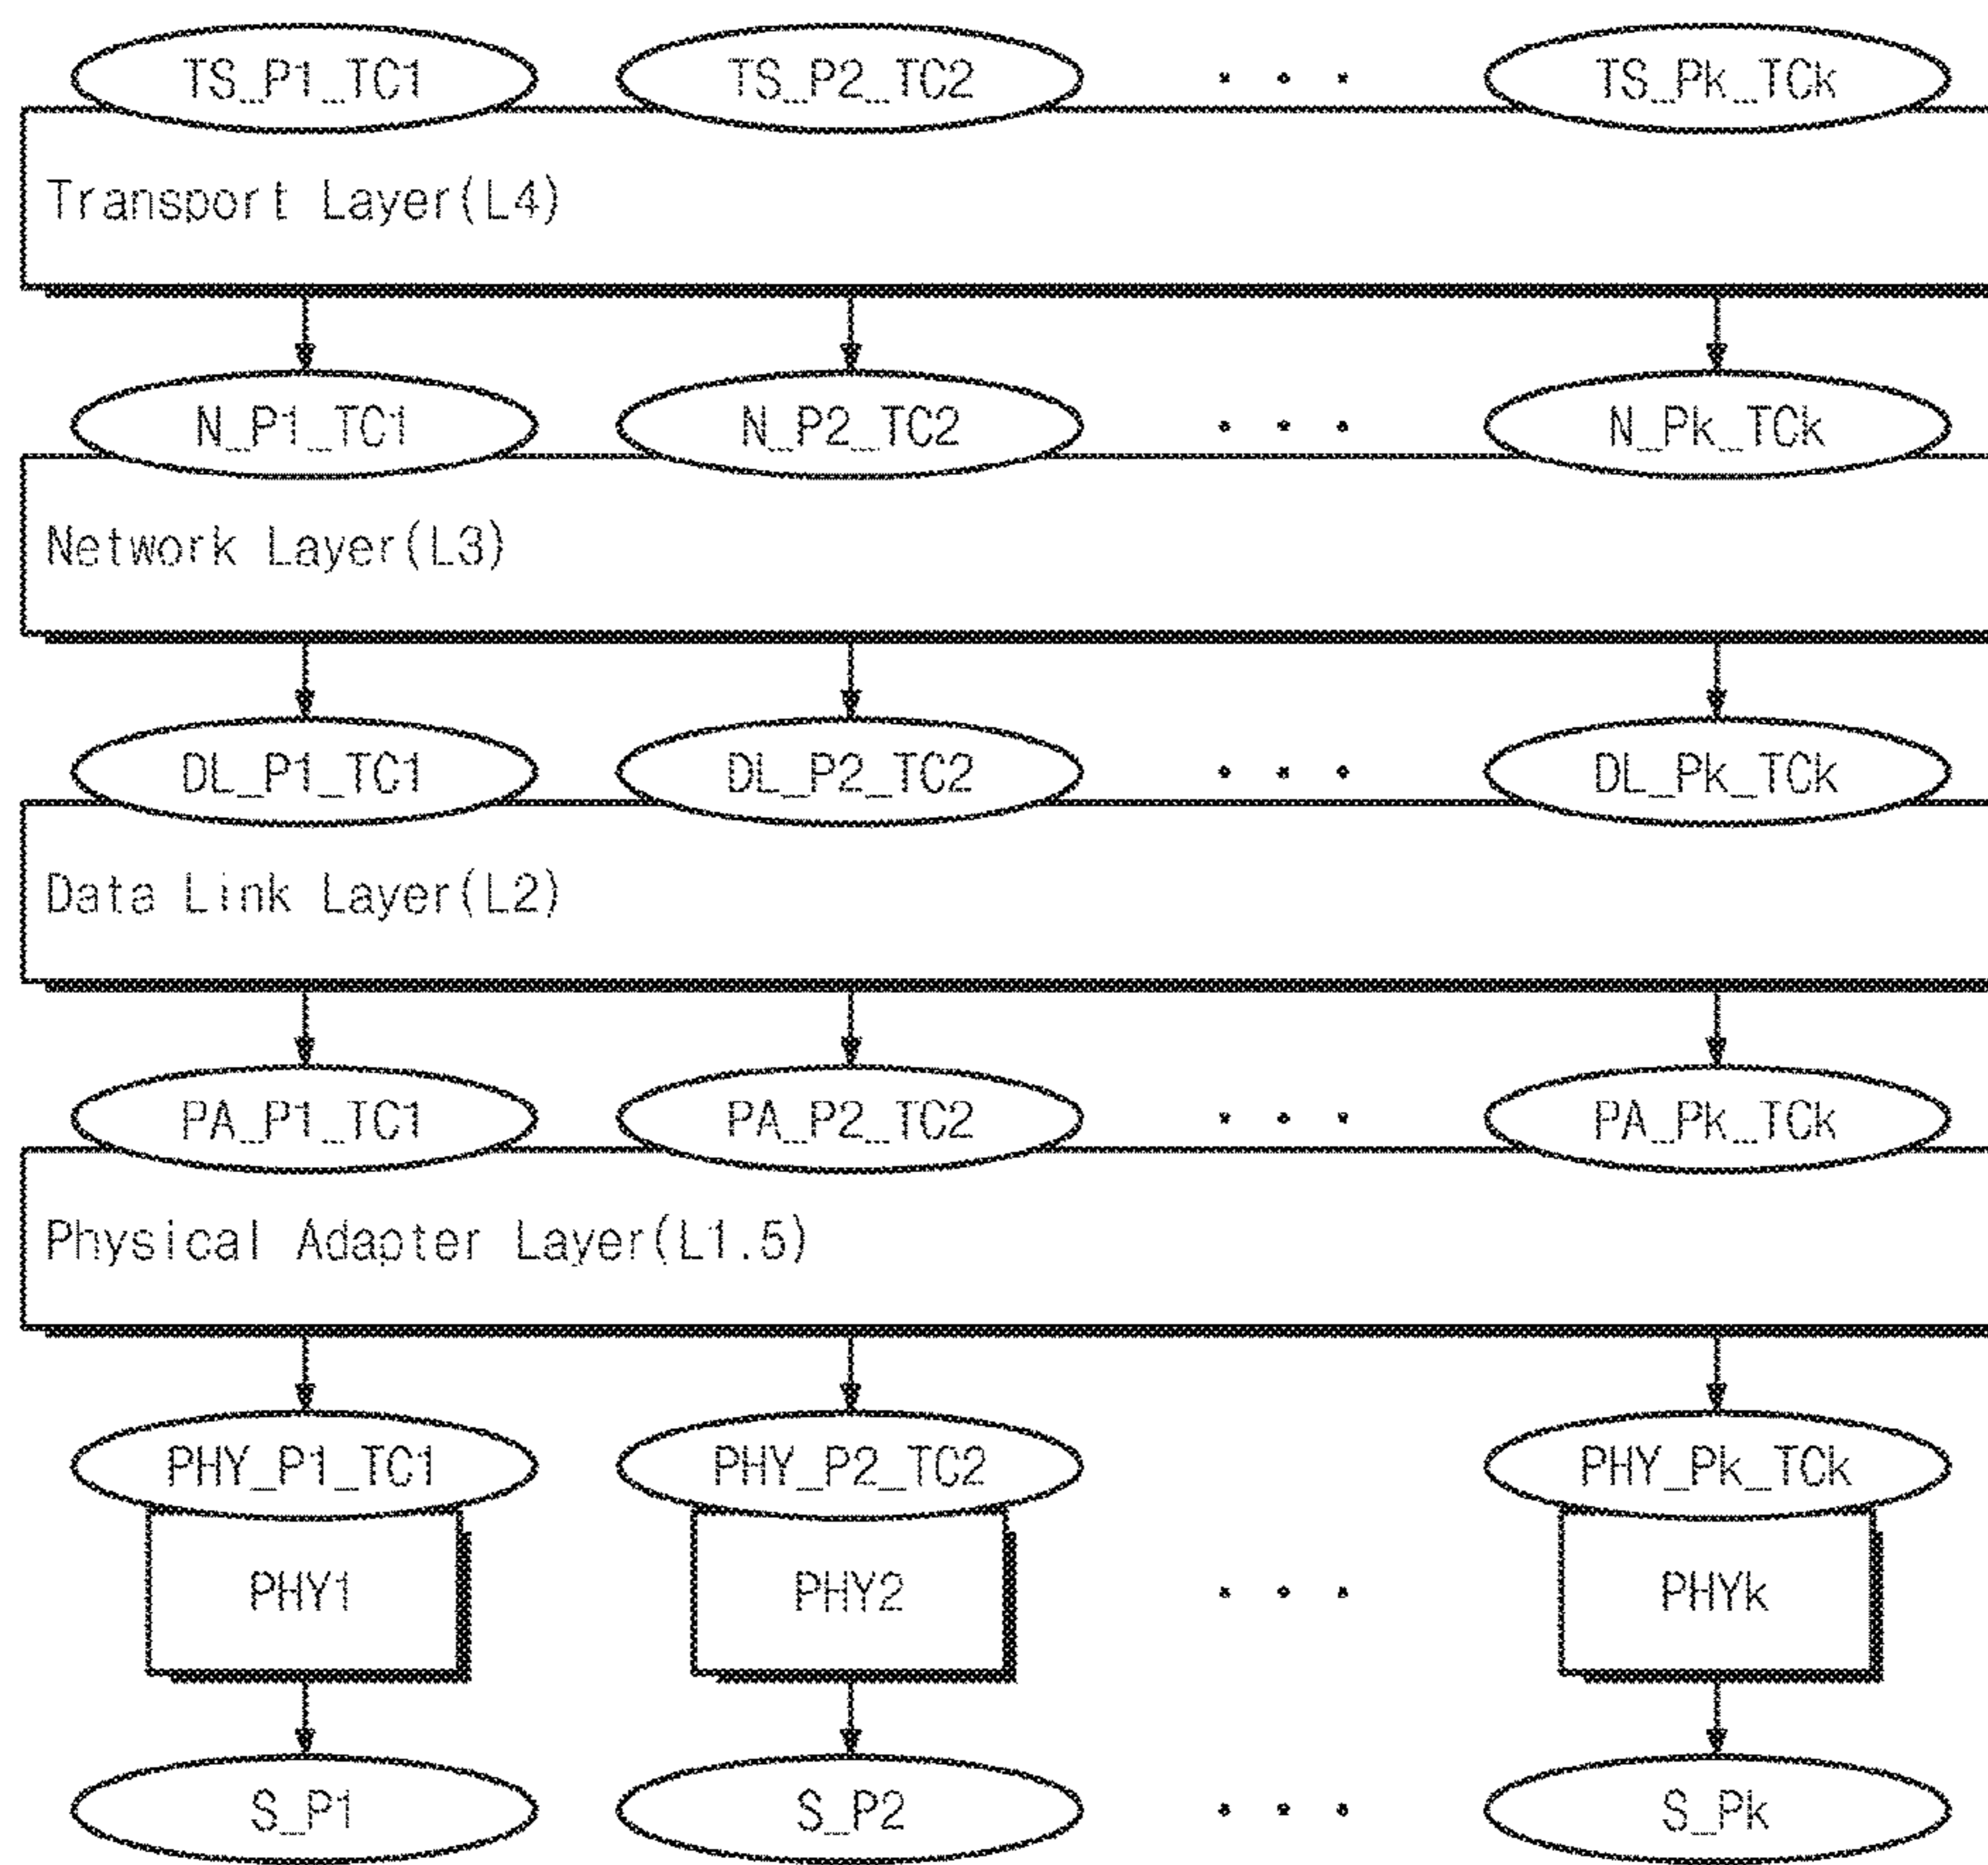 TS_P1_TC1 TS_P2_TC2 . . . TS_Pk_TCk
Transport Layer(L4)
N_P1_TC1 N_P2_TC2 . . . N_Pk_TCk
Network Layer(L3)
DL_P1_TC1 DL_P2_TC2 . . . DL_Pk_TCk
Data Link Layer(L2)
PA_P1_TC1 PA_P2_TC2 . . . PA_Pk_TCk
Physical Adapter Layer(L1.5)
PHY_P1_TC1 PHY_P2_TC2 PHY_Pk_TCk
PHY1 PHY2 . . . PHYk
S_P1 S_P2 . . . S_Pk